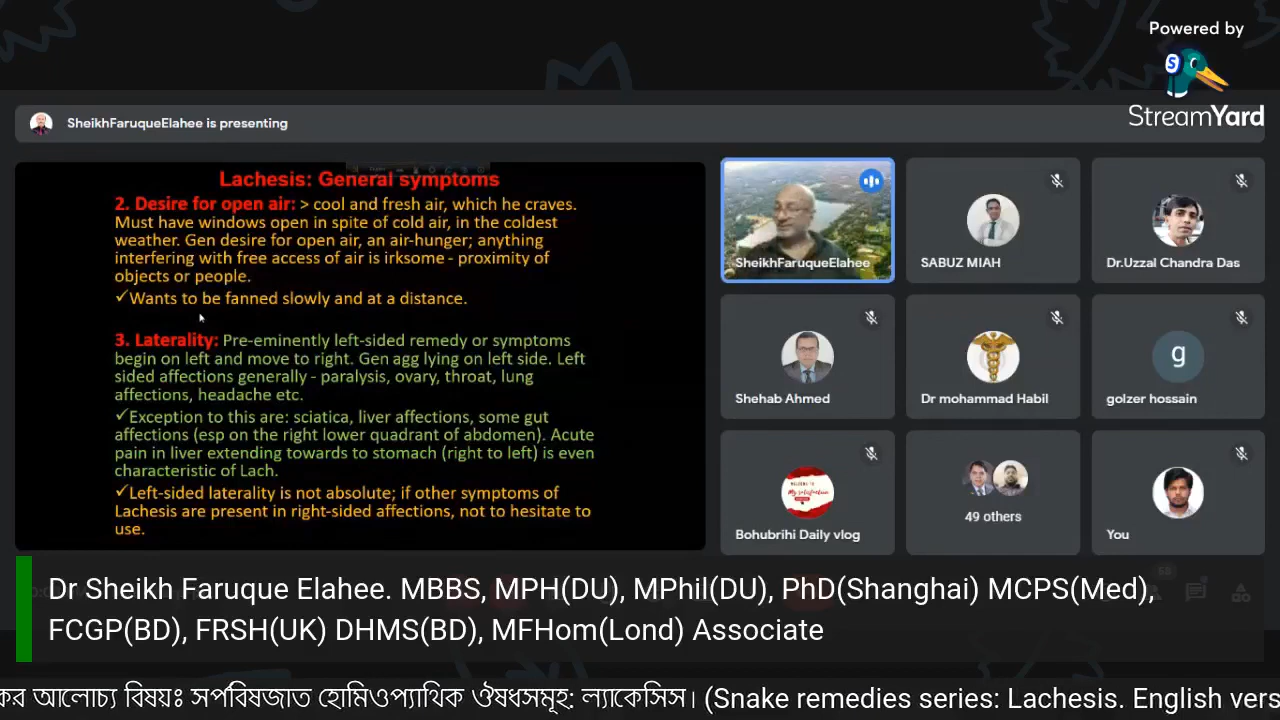 Powered by
StreamYard
SheikhFaruqueElahee is presenting
Lachesis: General symptoms
2. Desire for open air: > cool and fresh air, which he craves.
Must have windows open in spite of cold air, in the coldest
weather. Gen desire for open air, an air-hunger; anything
interfering with free access of air is irksome - proximity of
objects or people.
✓Wants to be fanned slowly and at a distance.
3. Laterality: Pre-eminently left-sided remedy or symptoms
begin on left and move to right. Gen agg lying on left side. Left
sided affections generally - paralysis, ovary, throat, lung
affections, headache etc.
✓Exception to this are: sciatica, liver affections, some gut
affections (esp on the right lower quadrant of abdomen). Acute
pain in liver extending towards to stomach (right to left) is even
characteristic of Lach.
✓Left-sided laterality is not absolute; if other symptoms of
Lachesis are present in right-sided affections, not to hesitate to
use.
SheikhFaruqueElahee
SABUZ MIAH
Dr.Uzzal Chandra Das
Shehab Ahmed
Dr mohammad Habil
g
golzer hossain
Bohubrihi Daily vlog
49 others
You
58
Dr Sheikh Faruque Elahee. MBBS, MPH(DU), MPhil(DU), PhD(Shanghai) MCPS(Med),
FCGP(BD), FRSH(UK) DHMS(BD), MFHom(Lond) Associate
কের আলোচ্য বিষয়ঃ সর্পবিষজাত হোমিওপ্যাথিক ঔষধসমূহ: ল্যাকেসিস। (Snake remedies series: Lachesis. English vers